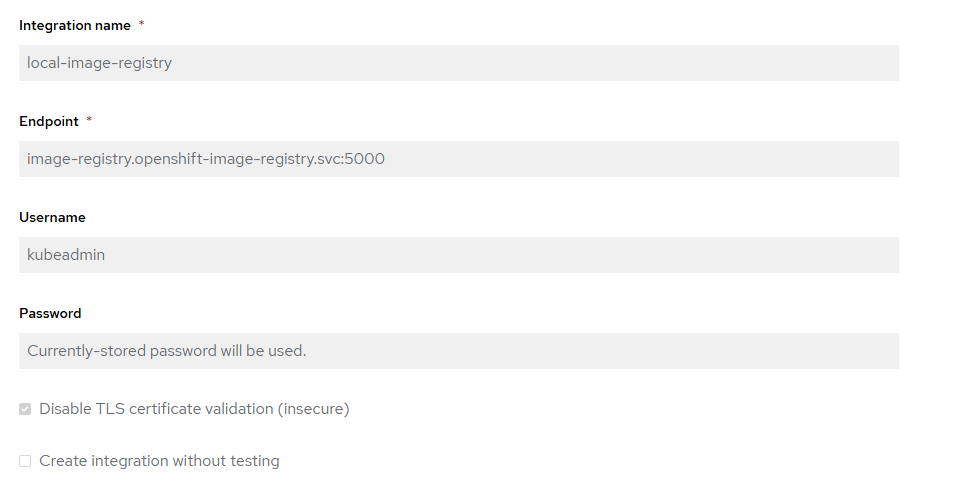 Integration name *
local-image-registry
Endpoint *
image-registry.openshift-image-registry.svc:5000
Username
kubeadmin
Password
Currently-stored password will be used.
Disable TLS certificate validation (insecure)
Create integration without testing